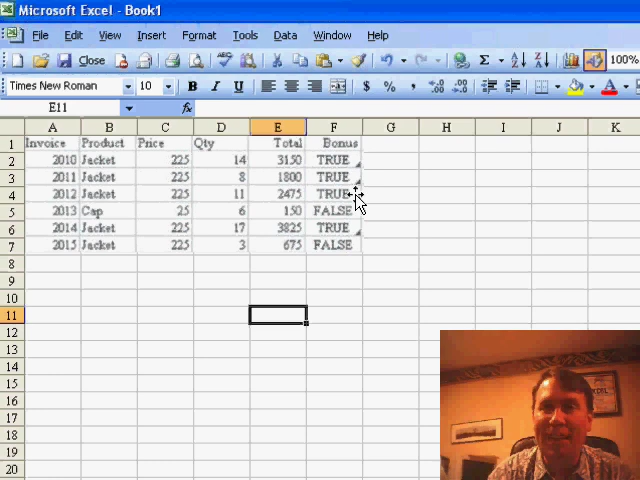 Microsoft Excel - Book1
File Edit View Insert Format Tools Data Window Help
Close Σ 100%
Times New Roman 10 B I U $ % ,
E11 fx
A B C D E F G H I J K
1 Invoice Product Price Qty Total Bonus
2 2010 Jacket 225 14 3150 TRUE
3 2011 Jacket 225 8 1800 TRUE
4 2012 Jacket 225 11 2475 TRUE
5 2013 Cap 25 6 150 FALSE
6 2014 Jacket 225 17 3825 TRUE
7 2015 Jacket 225 3 675 FALSE
8
9
10
11
12
13
14
15
16
17
18
19
20